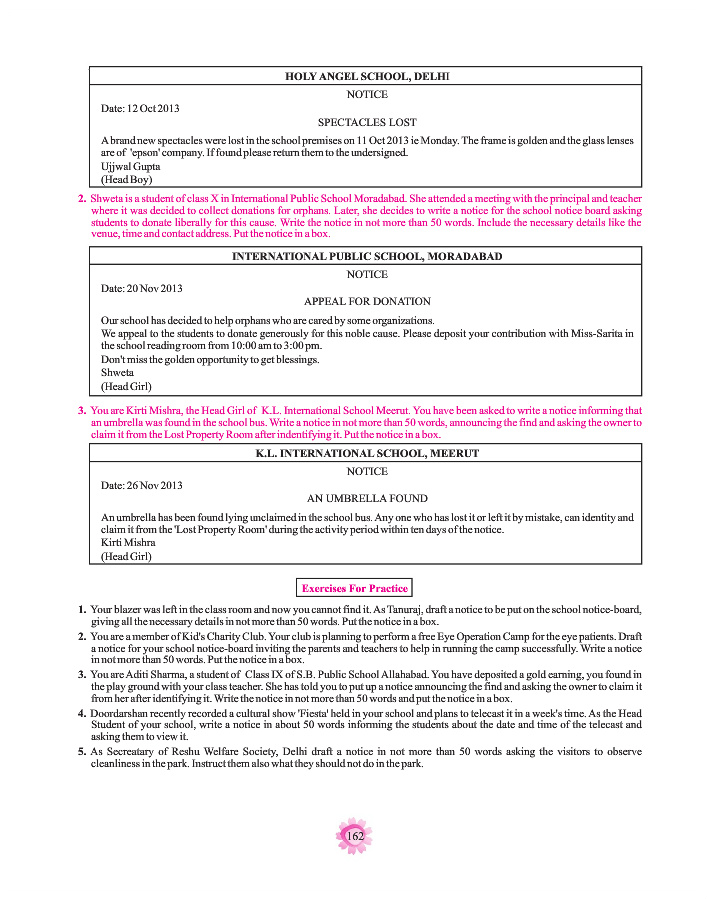 HOLY ANGEL SCHOOL, DELHI
NOTICE
Date: 12 Oct 2013
SPECTACLES LOST
A brand new spectacles were lost in the school premises on 11 Oct 2013 ie Monday. The frame is golden and the glass lenses
are of 'epson' company. If found please return them to the undersigned.
Ujjwal Gupta
(Head Boy)
2. Shweta is a student of class X in International Public School Moradabad. She attended a meeting with the principal and teacher
where it was decided to collect donations for orphans. Later, she decides to write a notice for the school notice board asking
students to donate liberally for this cause. Write the notice in not more than 50 words. Include the necessary details like the
venue, time and contact address. Put the notice in a box.
INTERNATIONAL PUBLIC SCHOOL, MORADABAD
NOTICE
Date: 20 Nov 2013
APPEAL FOR DONATION
Our school has decided to help orphans who are cared by some organizations.
We appeal to the students to donate generously for this noble cause. Please deposit your contribution with Miss-Sarita in
the school reading room from 10:00 am to 3:00 pm.
Don't miss the golden opportunity to get blessings.
Shweta
(Head Girl)
3. You are Kirti Mishra, the Head Girl of K.L. International School Meerut. You have been asked to write a notice informing that
an umbrella was found in the school bus. Write a notice in not more than 50 words, announcing the find and asking the owner to
claim it from the Lost Property Room after indentifying it. Put the notice in a box.
K.L. INTERNATIONAL SCHOOL, MEERUT
NOTICE
Date: 26 Nov 2013
AN UMBRELLA FOUND
An umbrella has been found lying unclaimed in the school bus. Any one who has lost it or left it by mistake, can identity and
claim it from the 'Lost Property Room' during the activity period within ten days of the notice.
Kirti Mishra
(Head Girl)
Exercises For Practice
1. Your blazer was left in the class room and now you cannot find it. As Tanuraj, draft a notice to be put on the school notice-board,
giving all the necessary details in not more than 50 words. Put the notice in a box.
2. You are a member of Kid's Charity Club. Your club is planning to perform a free Eye Operation Camp for the eye patients. Draft
a notice for your school notice-board inviting the parents and teachers to help in running the camp successfully. Write a notice
in not more than 50 words. Put the notice in a box.
3. You are Aditi Sharma, a student of Class IX of S.B. Public School Allahabad. You have deposited a gold earning, you found in
the play ground with your class teacher. She has told you to put up a notice announcing the find and asking the owner to claim it
from her after identifying it. Write the notice in not more than 50 words and put the notice in a box.
4. Doordarshan recently recorded a cultural show 'Fiesta' held in your school and plans to telecast it in a week's time. As the Head
Student of your school, write a notice in about 50 words informing the students about the date and time of the telecast and
asking them to view it.
5. As Secreatary of Reshu Welfare Society, Delhi draft a notice in not more than 50 words asking the visitors to observe
cleanliness in the park. Instruct them also what they should not do in the park.
162